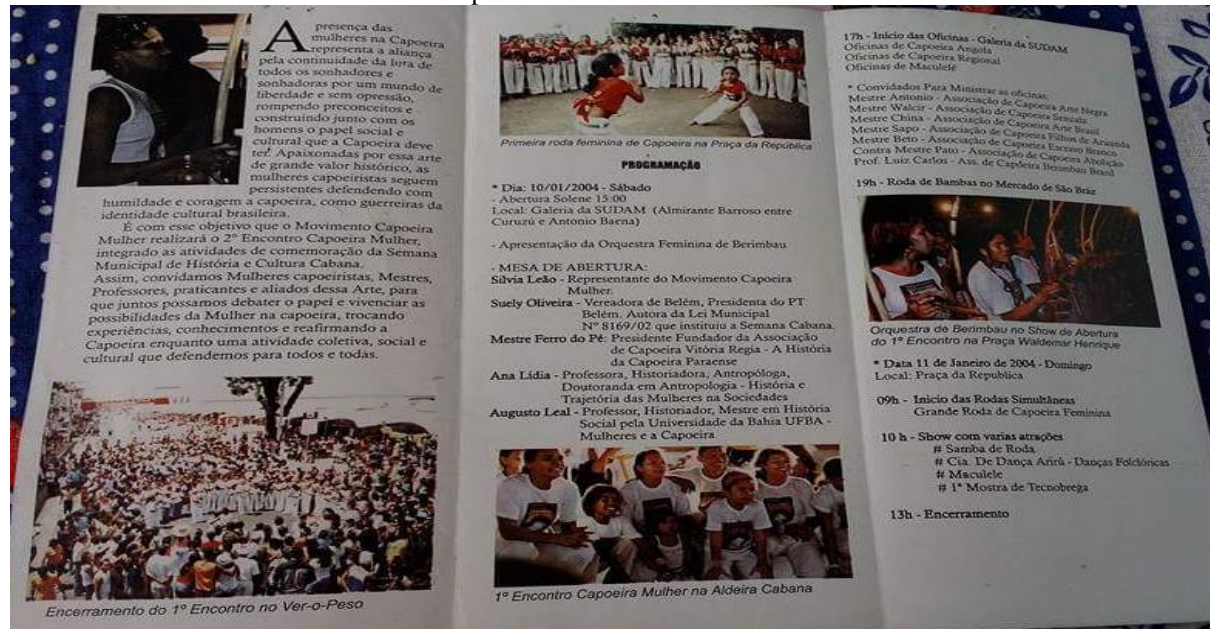 A presença das
mulheres na Capoeira
representa a aliança
pela continuidade da luta de
todos os sonhadores e
sonhadoras por um mundo de
liberdade e sem opressão,
rompendo preconceitos e
construindo junto com os
homens o papel social e
cultural que a Capoeira deve
ter. Apaixonadas por essa arte
de grande valor histórico, as
mulheres capoeiristas seguem
persistentes defendendo com
humildade e coragem a capoeira, como guerreiras da
identidade cultural brasileira.
É com esse objetivo que o Movimento Capoeira
Mulher realizará o 2º Encontro Capoeira Mulher,
integrado as atividades de comemoração da Semana
Municipal de História e Cultura Cabana.
Assim, convidamos Mulheres capoeiristas, Mestres,
Professores, praticantes e aliados dessa Arte, para
que juntos possamos debater o papel e vivenciar as
possibilidades da Mulher na capoeira, trocando
experiências, conhecimentos e reafirmando a
Capoeira enquanto uma atividade coletiva, social e
cultural que defendemos para todos e todas.
Encerramento do 1º Encontro no Ver-o-Peso
Primeira roda feminina de Capoeira na Praça da República
PROGRAMAÇÃO
* Dia: 10/01/2004 - Sábado
- Abertura Solene 15:00
Local: Galeria da SUDAM (Almirante Barroso entre
Curuzú e Antonio Baena)
- Apresentação da Orquestra Feminina de Berimbau
- MESA DE ABERTURA:
Silvia Leão - Representante do Movimento Capoeira
Mulher.
Suely Oliveira - Vereadora de Belém, Presidenta do PT
Belém. Autora da Lei Municipal
Nº 8169/02 que instituiu a Semana Cabana.
Mestre Ferro do Pé: Presidente Fundador da Associação
de Capoeira Vitória Regia - A História
da Capoeira Paraense
Ana Lídia - Professora, Historiadora, Antropóloga,
Doutoranda em Antropologia - História e
Trajetória das Mulheres na Sociedades
Augusto Leal - Professor, Historiador, Mestre em História
Social pela Universidade da Bahia UFBA -
Mulheres e a Capoeira
1º Encontro Capoeira Mulher na Aldeira Cabana
17h - Início das Oficinas - Galeria da SUDAM
Oficinas de Capoeira Angola
Oficinas de Capoeira Regional
Oficinas de Maculelé
* Convidados Para Ministrar as oficinas:
Mestre Antonio - Associação de Capoeira Arte Negra
Mestre Walcir - Associação de Capoeira Senzala
Mestre China - Associação de Capoeira Arte Brasil
Mestre Sapo - Associação de Capoeira Filhos de Aruanda
Mestre Beto - Associação de Capoeira Escravo Branco
Contra Mestre Pato - Associação de Capoeira Abolição
Prof. Luiz Carlos - Ass. de Capoeira Berimbau Brasil
19h - Roda de Bambas no Mercado de São Bráz
Orquestra de Berimbau no Show de Abertura
do 1º Encontro na Praça Waldemar Henrique
* Data 11 de Janeiro de 2004 - Domingo
Local: Praça da Republica
09h - Inicio das Rodas Simultâneas
Grande Roda de Capoeira Feminina
10 h - Show com varias atrações
# Samba de Roda
# Cia. De Dança Arirú - Danças Folclóricas
# Maculele
# 1ª Mostra de Tecnobrega
13h - Encerramento